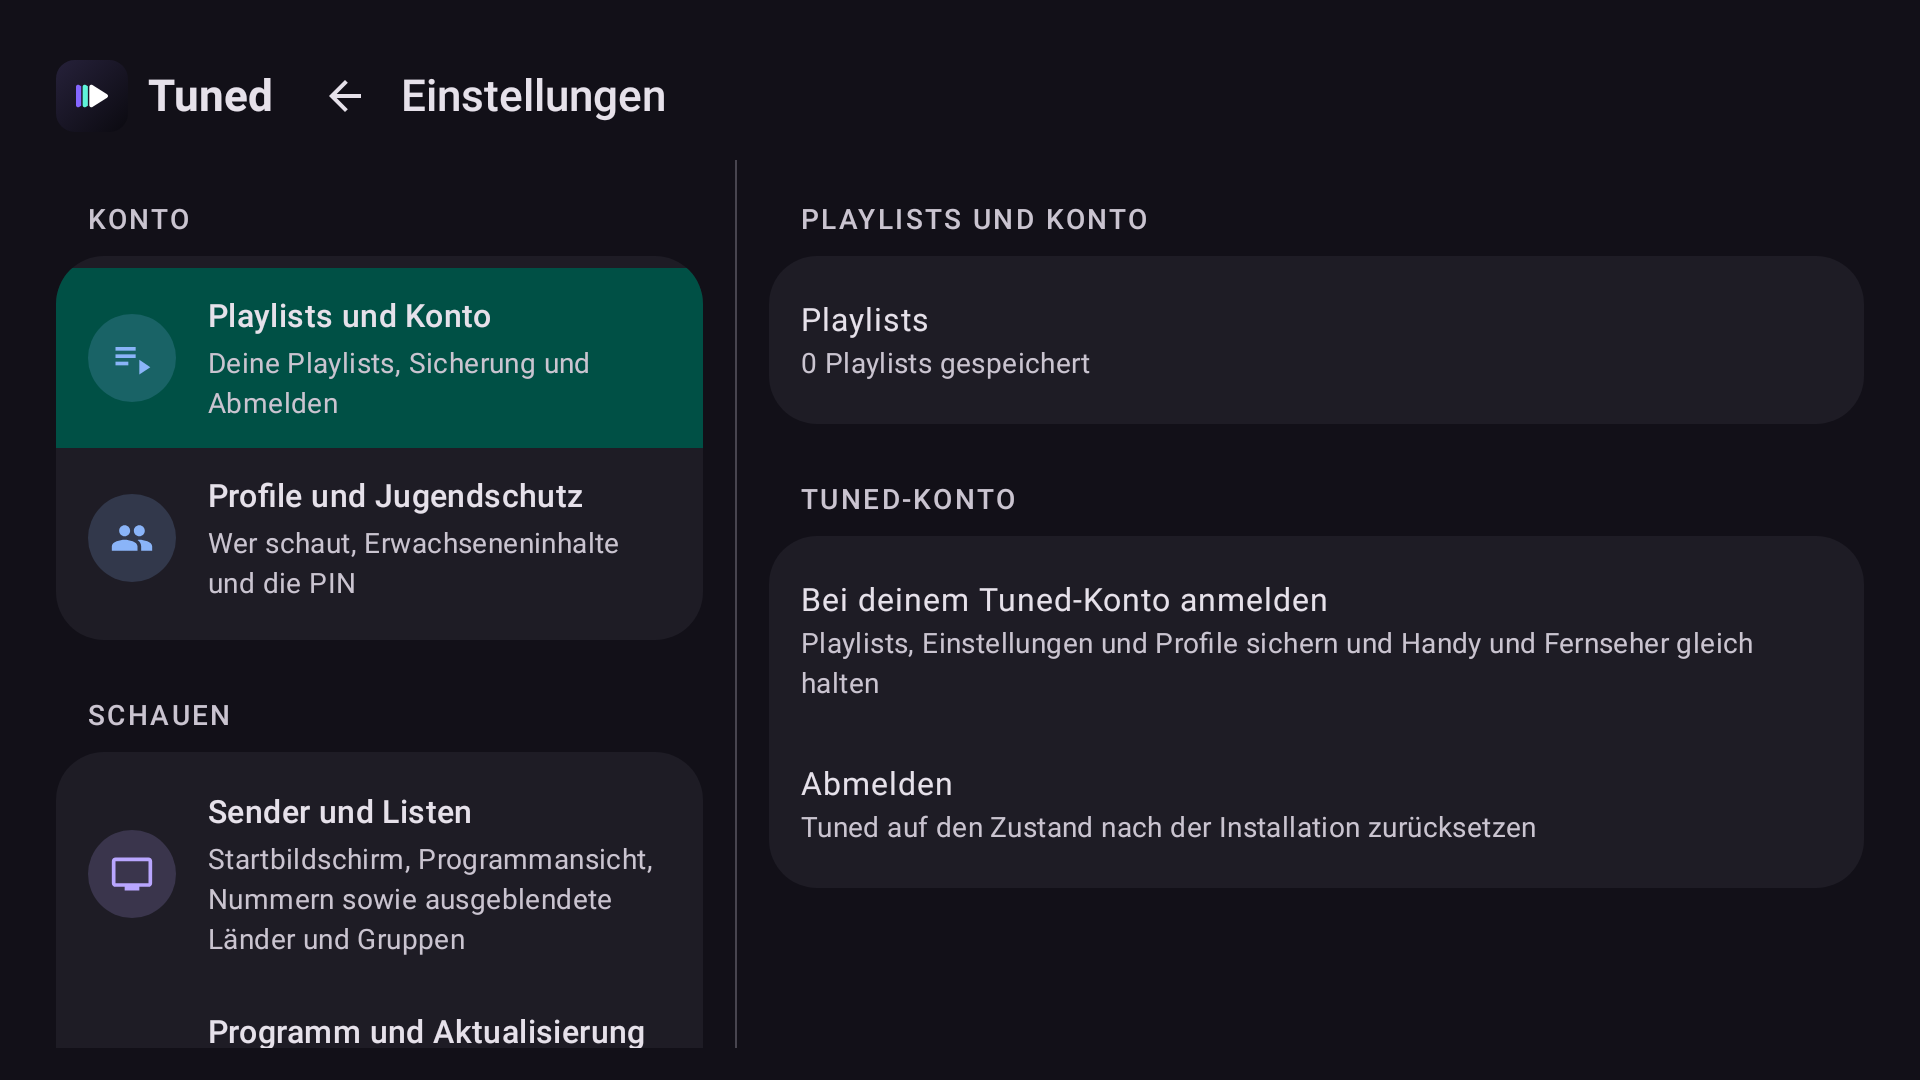 Tuned
Einstellungen
KONTO
Playlists und Konto
Deine Playlists, Sicherung und
Abmelden
Profile und Jugendschutz
Wer schaut, Erwachseneninhalte
und die PIN
SCHAUEN
Sender und Listen
Startbildschirm, Programmansicht,
Nummern sowie ausgeblendete
Länder und Gruppen
Programm und Aktualisierung
PLAYLISTS UND KONTO
Playlists
0 Playlists gespeichert
TUNED-KONTO
Bei deinem Tuned-Konto anmelden
Playlists, Einstellungen und Profile sichern und Handy und Fernseher gleich
halten
Abmelden
Tuned auf den Zustand nach der Installation zurücksetzen